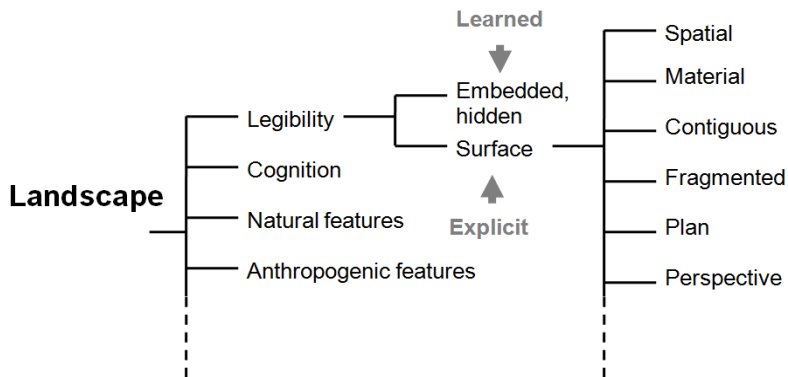 Landscape
Legibility
Cognition
Natural features
Anthropogenic features
Learned
Embedded,
hidden
Surface
Explicit
Spatial
Material
Contiguous
Fragmented
Plan
Perspective